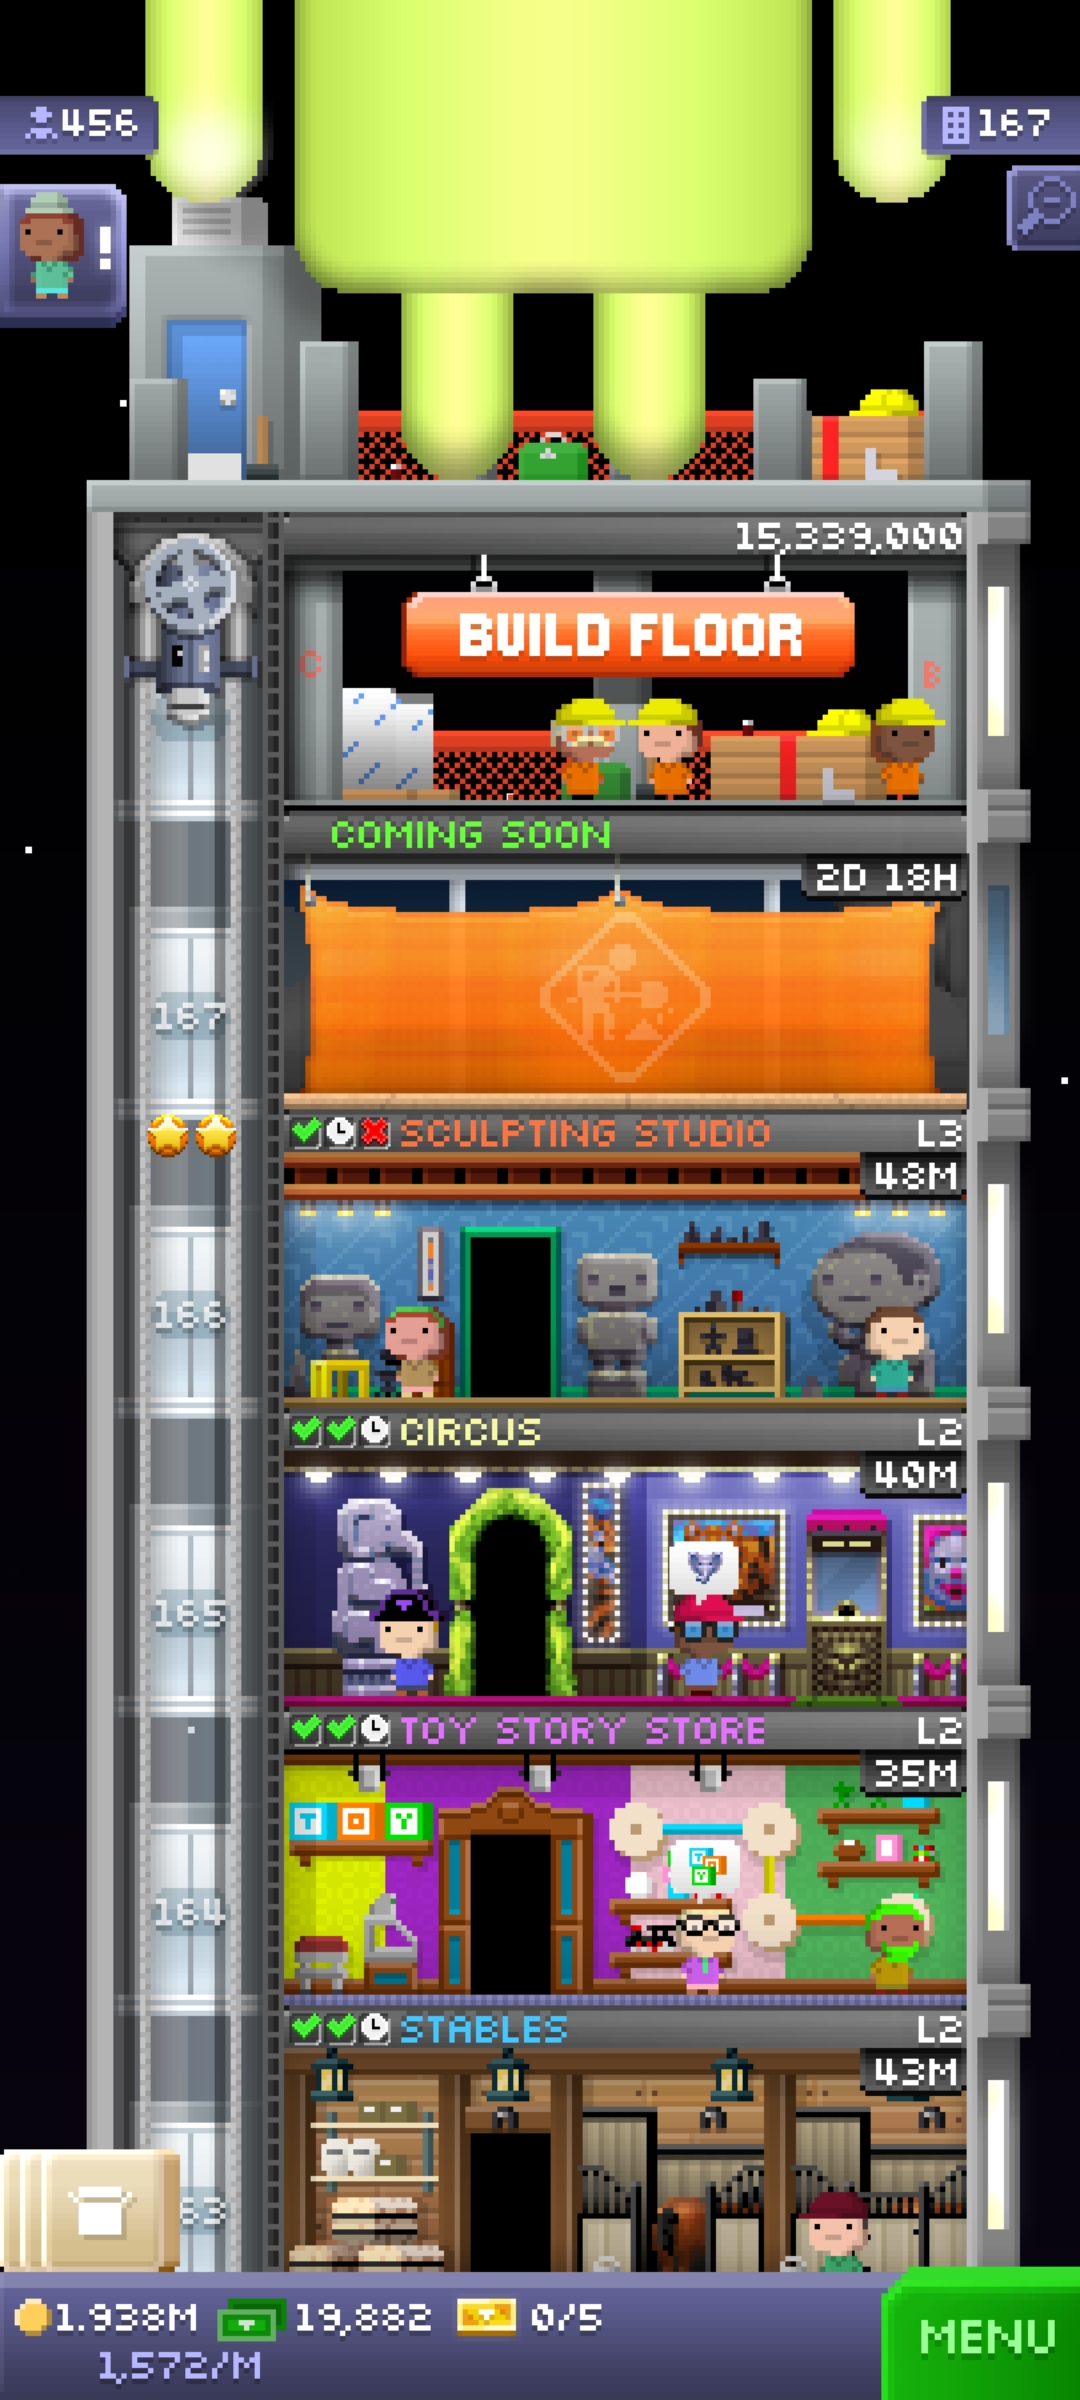 456
167
!
15,339,000
BUILD FLOOR
C
B
COMING SOON
2D 18H
167
SCULPTING STUDIO L3
48M
166
CIRCUS L2
40M
165
TOY STORY STORE L2
35M
T O Y
164
STABLES L2
43M
63
1.938M 19,882 0/5
1,572/M
MENU